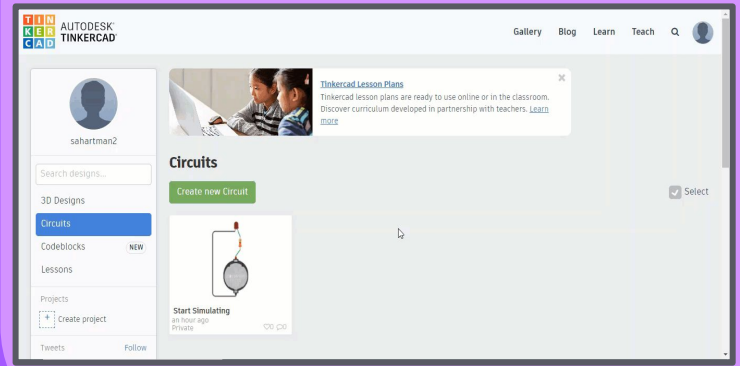 TIN
KER
CAD
AUTODESK®
TINKERCAD®
Gallery Blog Learn Teach
sahartman2
Search designs...
3D Designs
Circuits
Codeblocks NEW
Lessons
Projects
+ Create project
Tweets Follow
Tinkercad Lesson Plans
Tinkercad lesson plans are ready to use online or in the classroom.
Discover curriculum developed in partnership with teachers. Learn
more
Circuits
Create new Circuit
Select
Start Simulating
an hour ago
Private
0 0